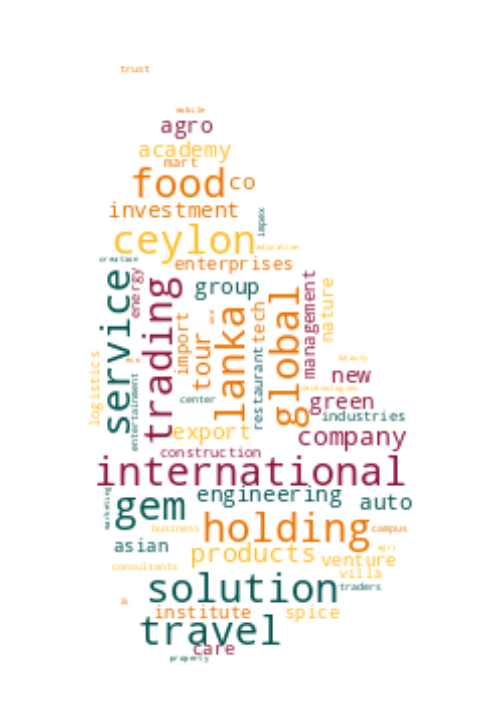 trust
mobile
agro
academy
mart
food co
investment
impex
ceylon
education
creation
enterprises
service
energy
trading
group
import
tour
lanka
tech
restaurant
global
management
nature
logistics
entertainment
center
beauty
new
technologies
green
industries
export
company
construction
international
marketing
gem
engineering
auto
business
holding
campus
asian
products
agri
venture
consultants
villa
solution
traders
lk
institute
spice
travel
care
property